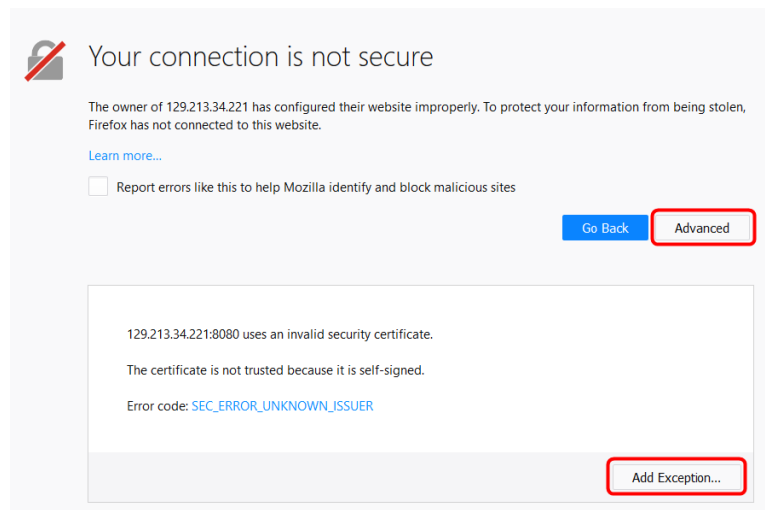 Your connection is not secure
The owner of 129.213.34.221 has configured their website improperly. To protect your information from being stolen,
Firefox has not connected to this website.
Learn more...
Report errors like this to help Mozilla identify and block malicious sites
Go Back
Advanced
129.213.34.221:8080 uses an invalid security certificate.
The certificate is not trusted because it is self-signed.
Error code: SEC_ERROR_UNKNOWN_ISSUER
Add Exception...